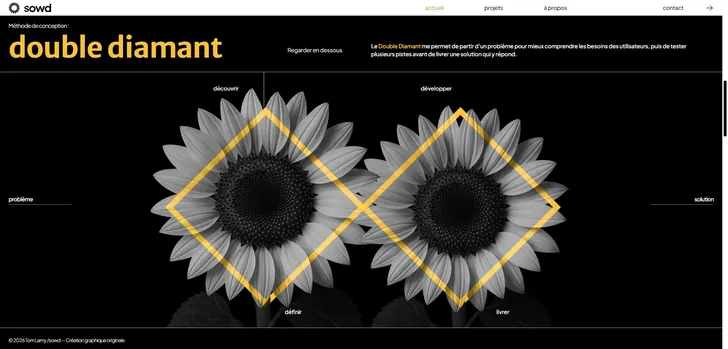 sowd
accueil
projets
à propos
contact
Méthode de conception :
double diamant
Regarder en dessous
Le Double Diamant me permet de partir d'un problème pour mieux comprendre les besoins des utilisateurs, puis de tester
plusieurs pistes avant de livrer une solution qui y répond.
découvrir
développer
problème
solution
définir
livrer
© 2026 Tom Lamy /sowd — Création graphique originale.